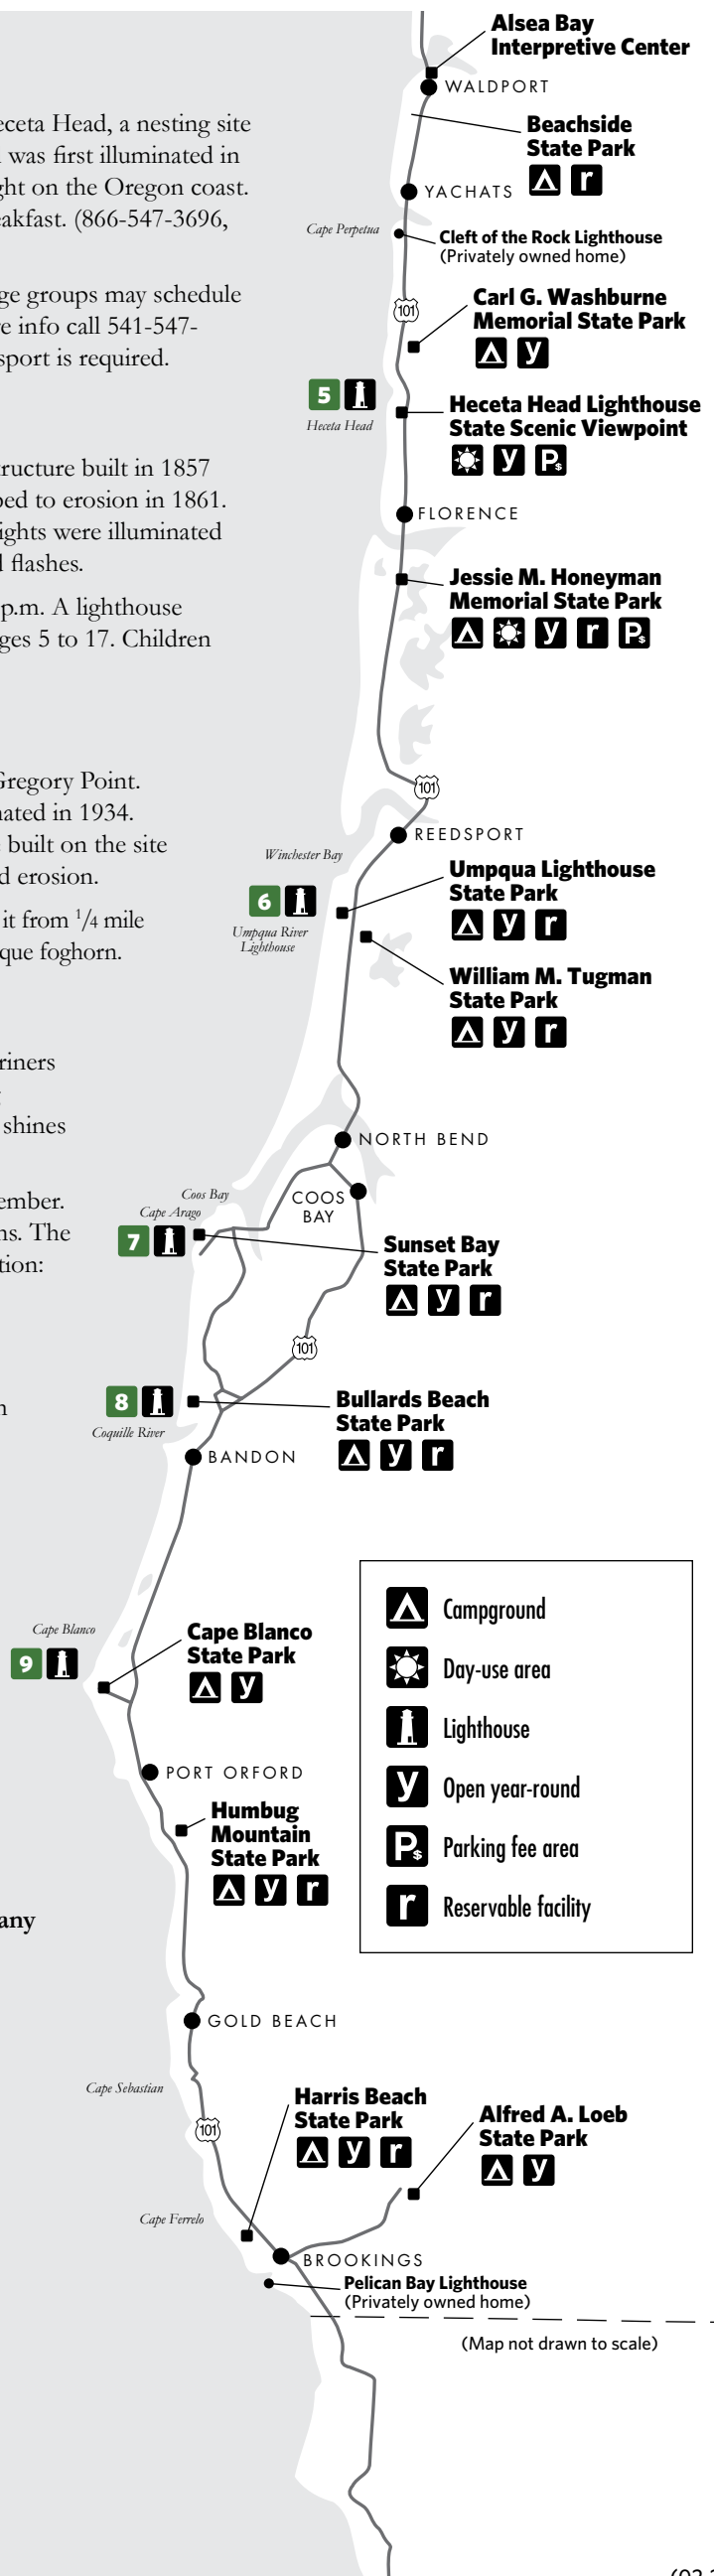 Alsea Bay
Interpretive Center
WALDPORT
eceta Head, a nesting site
was first illuminated in
ght on the Oregon coast.
eakfast. (866-547-3696,
Beachside
State Park
r
YACHATS
Cape Perpetua
Cleft of the Rock Lighthouse
(Privately owned home)
ge groups may schedule
e info call 541-547-
sport is required.
101
Carl G. Washburne
Memorial State Park
y
5
Heceta Head
Heceta Head Lighthouse
State Scenic Viewpoint
y P$
ructure built in 1857
ped to erosion in 1861.
ights were illuminated
d flashes.
FLORENCE
p.m. A lighthouse
ges 5 to 17. Children
Jessie M. Honeyman
Memorial State Park
y r P$
Gregory Point.
nated in 1934.
built on the site
d erosion.
it from 1/4 mile
que foghorn.
101
REEDSPORT
Winchester Bay
6
Umpqua River
Lighthouse
Umpqua Lighthouse
State Park
y r
William M. Tugman
State Park
y r
riners
shines
NORTH BEND
COOS
BAY
ember.
ns. The
tion:
Coos Bay
Cape Arago
7
Sunset Bay
State Park
y r
101
8
Coquille River
Bullards Beach
State Park
y r
n
BANDON
Campground
Day-use area
Lighthouse
y Open year-round
P$ Parking fee area
r Reservable facility
Cape Blanco
9
Cape Blanco
State Park
y
PORT ORFORD
Humbug
Mountain
State Park
y r
any
GOLD BEACH
Cape Sebastian
101
Harris Beach
State Park
y r
Alfred A. Loeb
State Park
y
Cape Ferrelo
BROOKINGS
Pelican Bay Lighthouse
(Privately owned home)
(Map not drawn to scale)